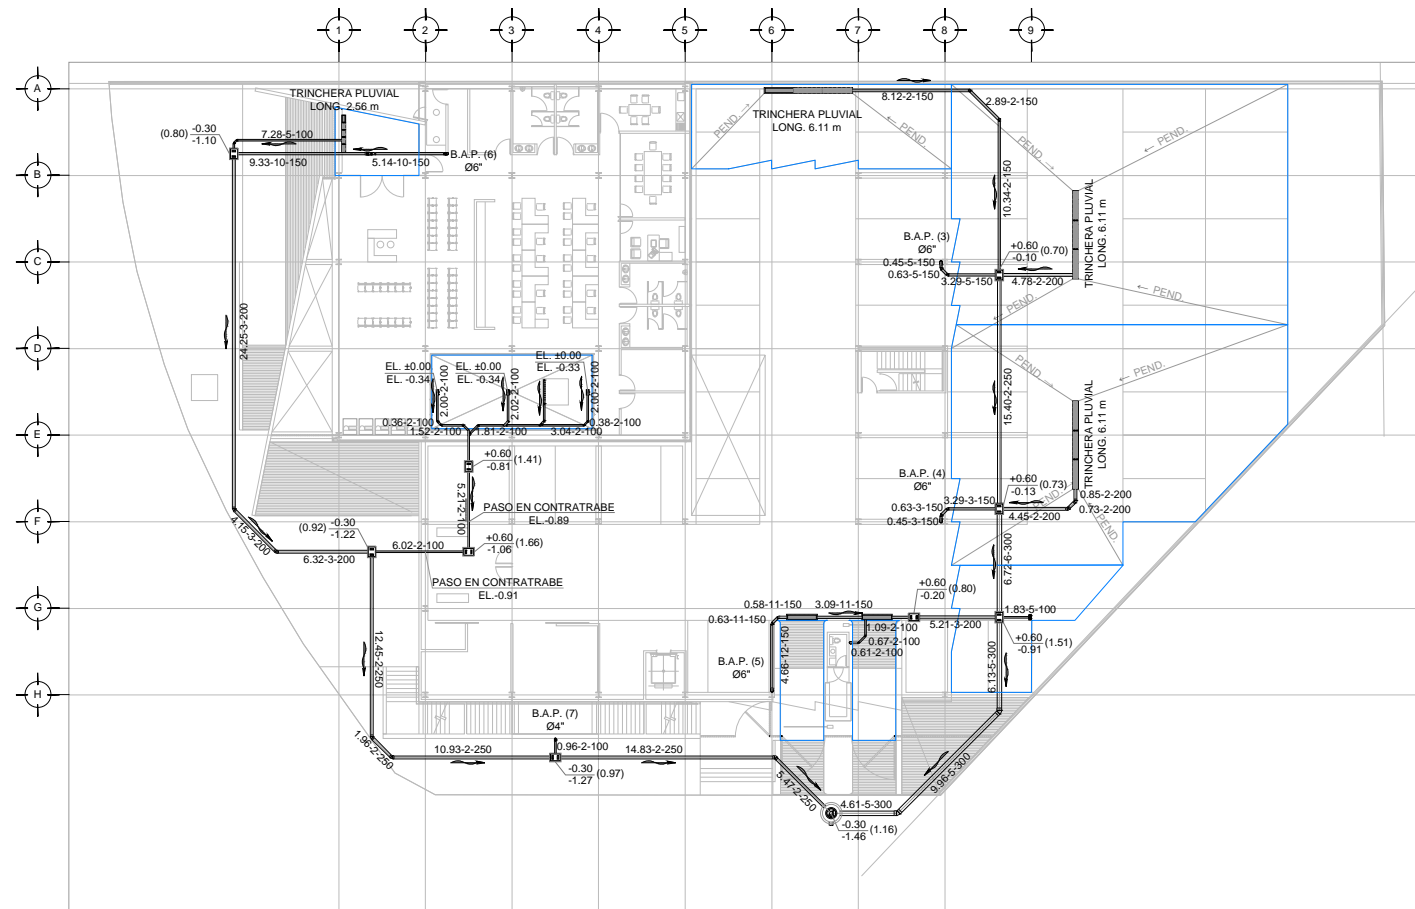 1
2
3
4
5
6
7
8
9
A
B
C
D
E
F
G
H
TRINCHERA PLUVIAL
LONG. 2.56 m
(0.80)
-0.30
-1.10
7.28-5-100
9.33-10-150
5.14-10-150
B.A.P. (6)
Ø6"
TRINCHERA PLUVIAL
LONG. 6.11 m
8.12-2-150
2.89-2-150
PEND.
← PEND.
PEND. →
PEND.
10.34-2-150
TRINCHERA PLUVIAL
LONG. 6.11 m
B.A.P. (3)
Ø6"
0.45-5-150
0.63-5-150
3.29-5-150
+0.60
-0.10
(0.70)
4.78-2-200
← PEND.
← PEND.
24.25-3-200
EL. ±0.00
EL. -0.34
EL. ±0.00
EL. -0.34
EL. ±0.00
EL. -0.33
2.00-2-100
2.02-2-100
2.00-2-100
0.36-2-100
1.52-2-100
1.81-2-100
3.04-2-100
0.38-2-100
PEND. →
← PEND.
15.40-2-250
TRINCHERA PLUVIAL
LONG. 6.11 m
+0.60
-0.81
(1.41)
5.21-2-100
PASO EN CONTRATRABE
EL.-0.89
B.A.P. (4)
Ø6"
0.63-3-150
0.45-3-150
3.29-3-150
+0.60
-0.13
(0.73)
4.45-2-200
0.85-2-200
0.73-2-200
PEND.
PEND.
4.15-3-200
(0.92)
-0.30
-1.22
6.32-3-200
6.02-2-100
+0.60
-1.06
(1.66)
PASO EN CONTRATRABE
EL.-0.91
6.72-6-300
+0.60
-0.20
(0.80)
0.58-11-150
3.09-11-150
0.63-11-150
1.09-2-100
0.67-2-100
0.61-2-100
5.21-3-200
1.83-5-100
+0.60
-0.91
(1.51)
12.45-2-250
B.A.P. (5)
Ø6"
4.66-12-150
6.13-5-300
B.A.P. (7)
Ø4"
1.96-2-250
10.93-2-250
0.96-2-100
14.83-2-250
-0.30
-1.27
(0.97)
5.47-2-250
4.61-5-300
9.96-5-300
-0.30
-1.46
(1.16)